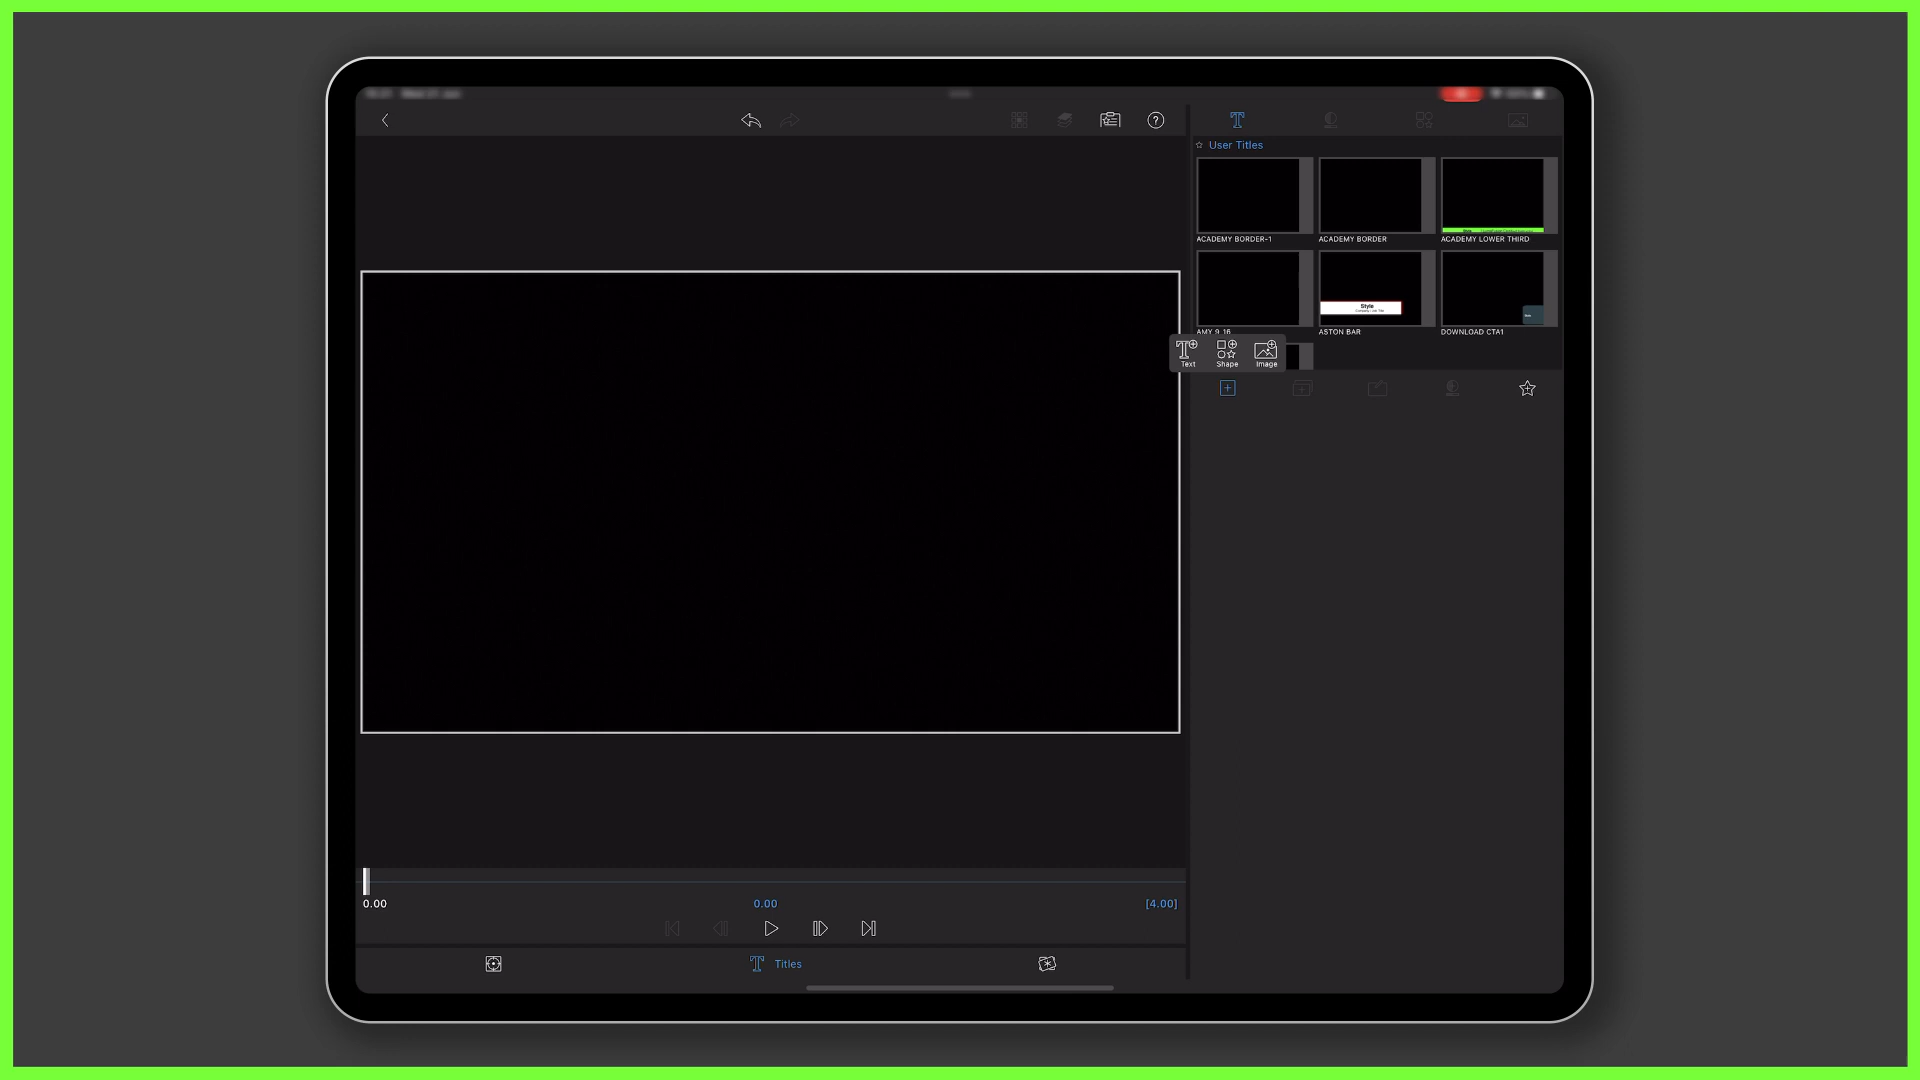 User Titles
ACADEMY BORDER-1
ACADEMY BORDER
ACADEMY LOWER THIRD
Style
AMY 9_16
ASTON BAR
DOWNLOAD CTA1
Text
Shape
Image
0.00
0.00
[4.00]
Titles